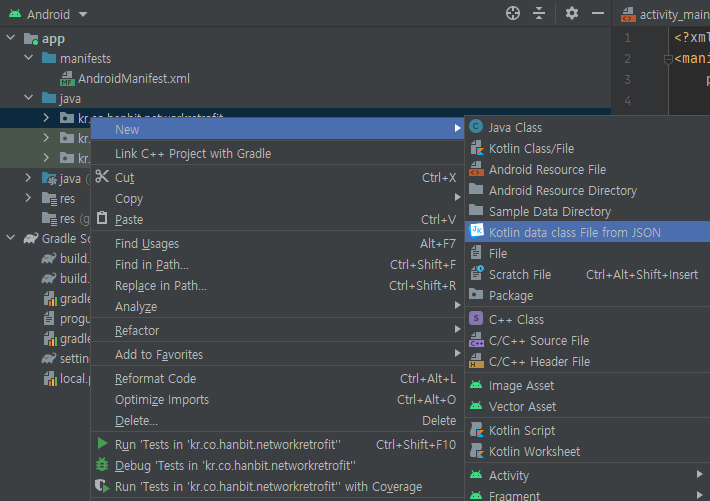 Android
app
manifests
AndroidManifest.xml
java
kr.co.hanbit.networkretrofit
kr
kr
java (
res
res (g
Gradle Sc
build.
build.
gradle
progu
gradle
settin
local.p
New
Link C++ Project with Gradle
Cut Ctrl+X
Copy
Paste Ctrl+V
Find Usages Alt+F7
Find in Path... Ctrl+Shift+F
Replace in Path... Ctrl+Shift+R
Analyze
Refactor
Add to Favorites
Reformat Code Ctrl+Alt+L
Optimize Imports Ctrl+Alt+O
Delete... Delete
Run 'Tests in 'kr.co.hanbit.networkretrofit'' Ctrl+Shift+F10
Debug 'Tests in 'kr.co.hanbit.networkretrofit''
Run 'Tests in 'kr.co.hanbit.networkretrofit'' with Coverage
Java Class
Kotlin Class/File
Android Resource File
Android Resource Directory
Sample Data Directory
Kotlin data class File from JSON
File
Scratch File Ctrl+Alt+Shift+Insert
Package
C++ Class
C/C++ Source File
C/C++ Header File
Image Asset
Vector Asset
Kotlin Script
Kotlin Worksheet
Activity
Fragment
activity_main
1 <?xml
2 <mani
3 p
4